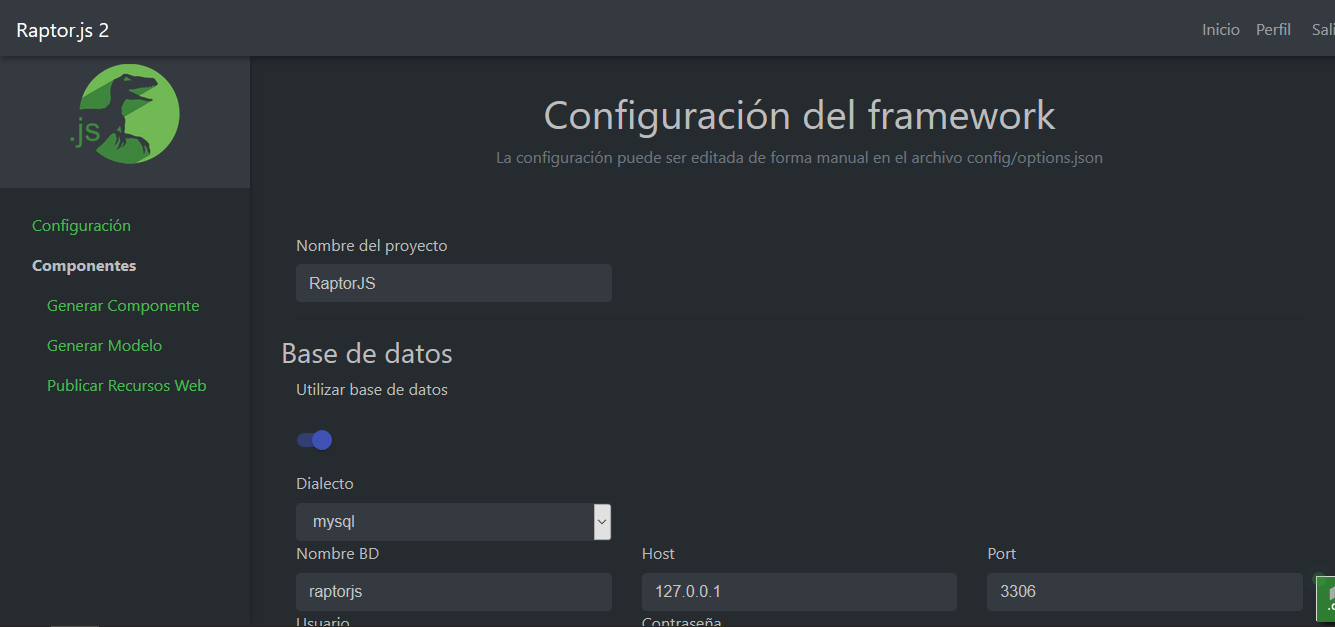 Raptor.js 2
Inicio Perfil Sali
.js
Configuración
Componentes
Generar Componente
Generar Modelo
Publicar Recursos Web
Configuración del framework
La configuración puede ser editada de forma manual en el archivo config/options.json
Nombre del proyecto
RaptorJS
Base de datos
Utilizar base de datos
Dialecto
mysql
Nombre BD Host Port
raptorjs 127.0.0.1 3306
Usuario Contraseña